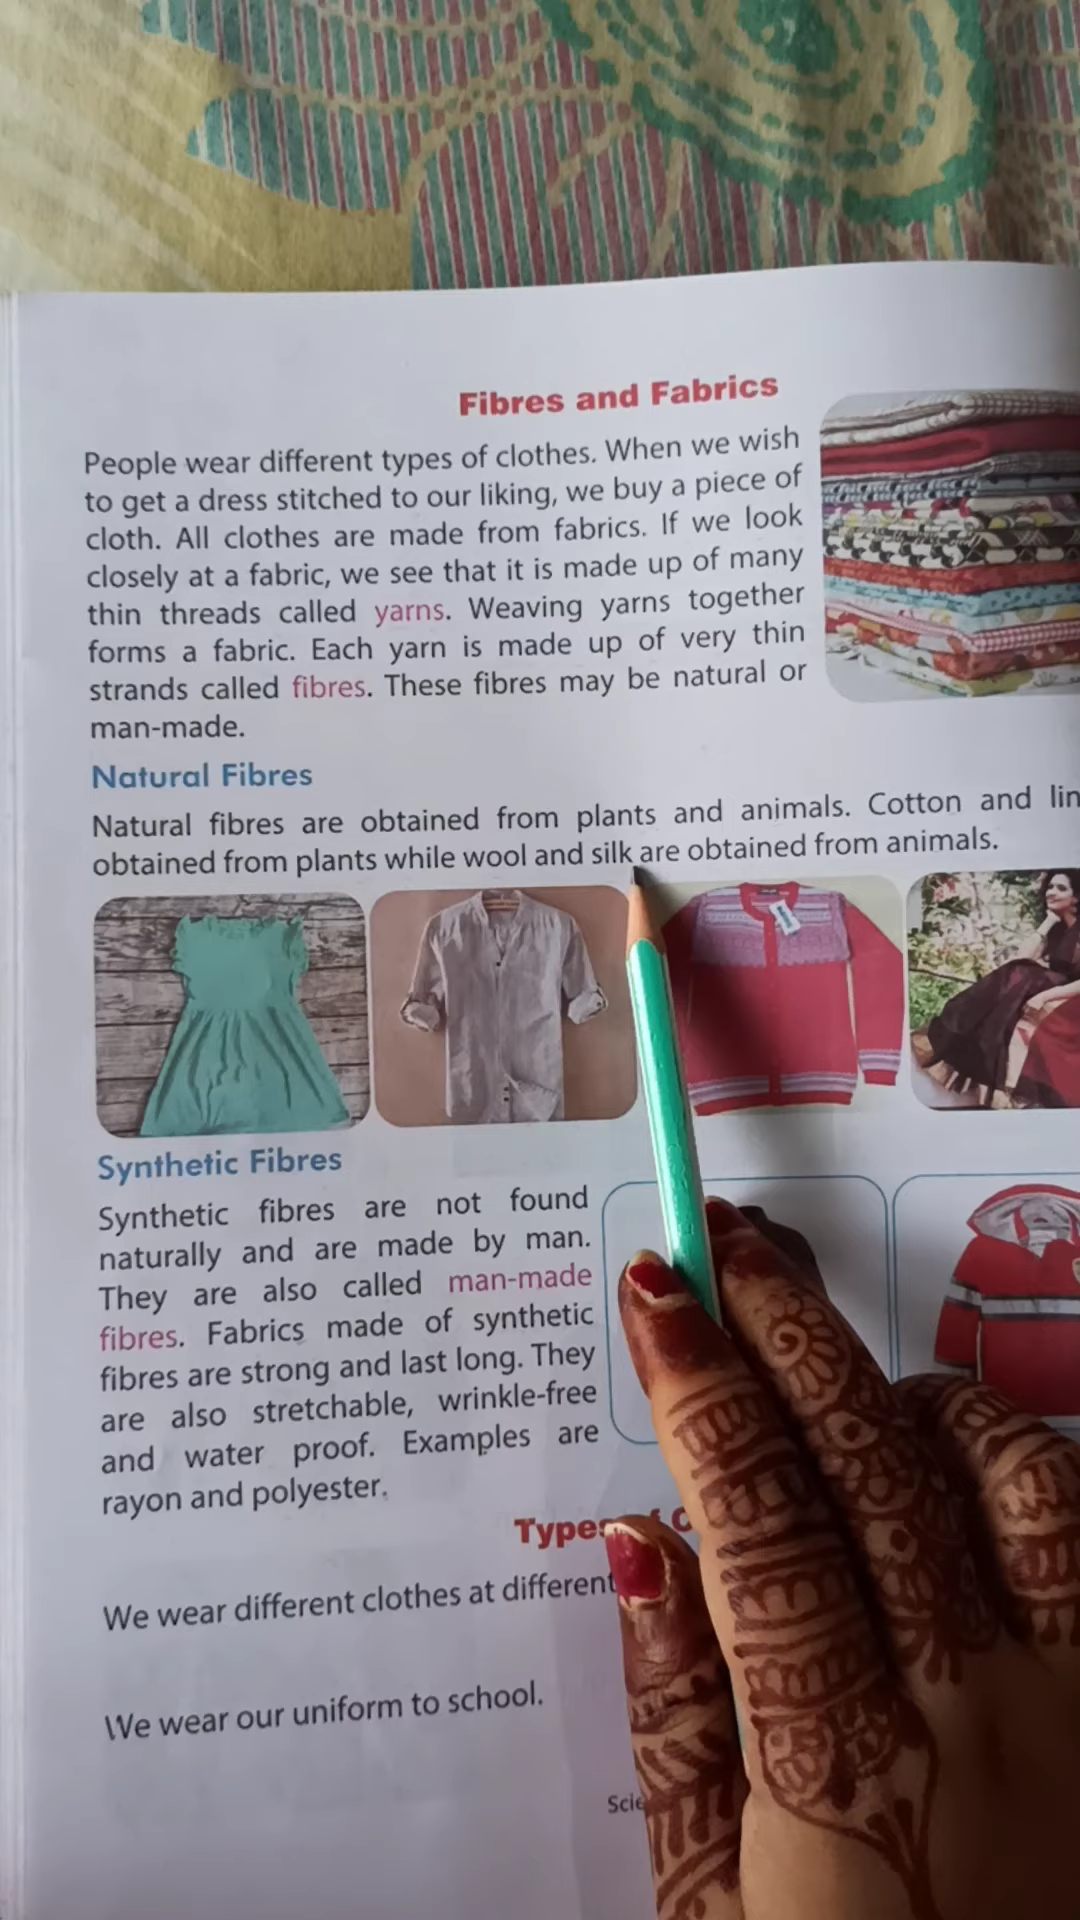 Fibres and Fabrics
People wear different types of clothes. When we wish
to get a dress stitched to our liking, we buy a piece of
cloth. All clothes are made from fabrics. If we look
closely at a fabric, we see that it is made up of many
thin threads called yarns. Weaving yarns together
forms a fabric. Each yarn is made up of very thin
strands called fibres. These fibres may be natural or
man-made.
Natural Fibres
Natural fibres are obtained from plants and animals. Cotton and
obtained from plants while wool and silk are obtained from animals.
Synthetic Fibres
Synthetic fibres are not found
naturally and are made by man.
They are also called man-made
fibres. Fabrics made of synthetic
fibres are strong and last long. They
are also stretchable, wrinkle-free
and water proof. Examples are
rayon and polyester.
Types
We wear different clothes at different
We wear our uniform to school.